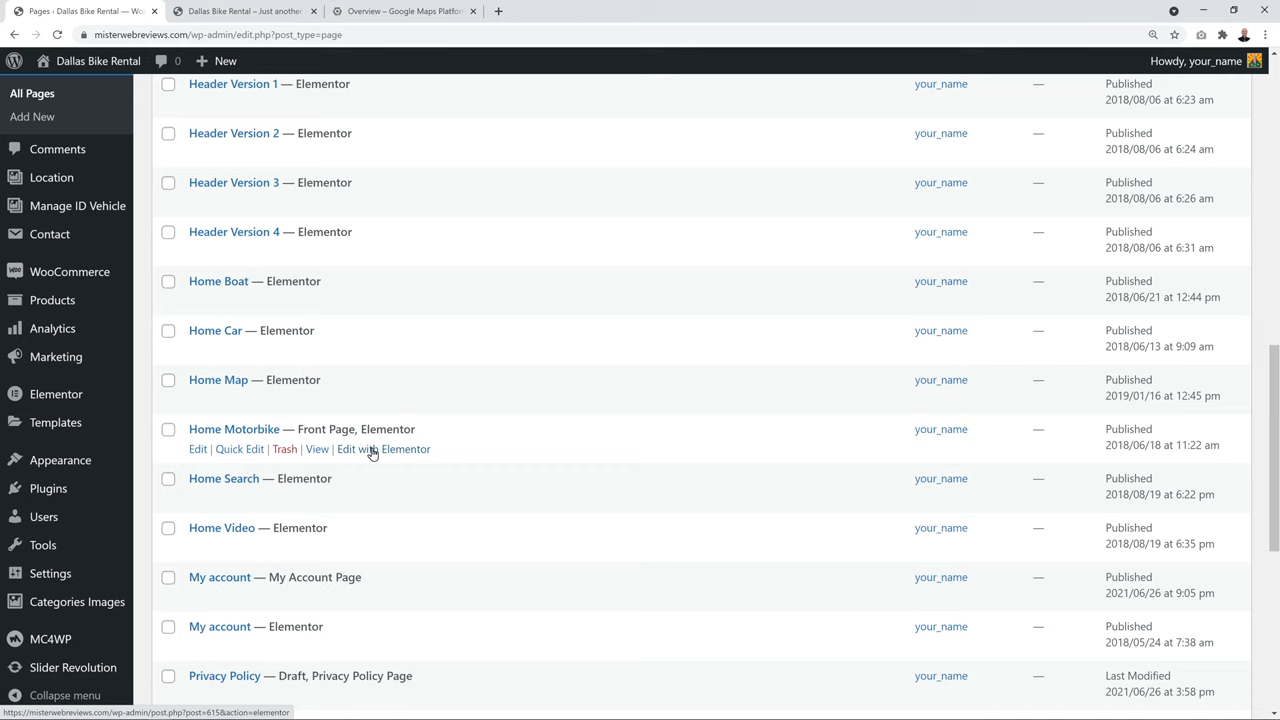 Pages ‹ Dallas Bike Rental — Wo
Dallas Bike Rental – Just another
Overview – Google Maps Platfor
misterwebreviews.com/wp-admin/edit.php?post_type=page
Dallas Bike Rental
0
New
Howdy, your_name
All Pages
Add New
Comments
Location
Manage ID Vehicle
Contact
WooCommerce
Products
Analytics
Marketing
Elementor
Templates
Appearance
Plugins
Users
Tools
Settings
Categories Images
MC4WP
Slider Revolution
Collapse menu
Header Version 1 — Elementor your_name — Published
2018/08/06 at 6:23 am
Header Version 2 — Elementor your_name — Published
2018/08/06 at 6:24 am
Header Version 3 — Elementor your_name — Published
2018/08/06 at 6:26 am
Header Version 4 — Elementor your_name — Published
2018/08/06 at 6:31 am
Home Boat — Elementor your_name — Published
2018/06/21 at 12:44 pm
Home Car — Elementor your_name — Published
2018/06/13 at 9:09 am
Home Map — Elementor your_name — Published
2019/01/16 at 12:45 pm
Home Motorbike — Front Page, Elementor your_name — Published
Edit | Quick Edit | Trash | View | Edit with Elementor 2018/06/18 at 11:22 am
Home Search — Elementor your_name — Published
2018/08/19 at 6:22 pm
Home Video — Elementor your_name — Published
2018/08/19 at 6:35 pm
My account — My Account Page your_name — Published
2021/06/26 at 9:05 pm
My account — Elementor your_name — Published
2018/05/24 at 7:38 am
Privacy Policy — Draft, Privacy Policy Page your_name — Last Modified
2021/06/26 at 3:58 pm
https://misterwebreviews.com/wp-admin/post.php?post=615&action=elementor